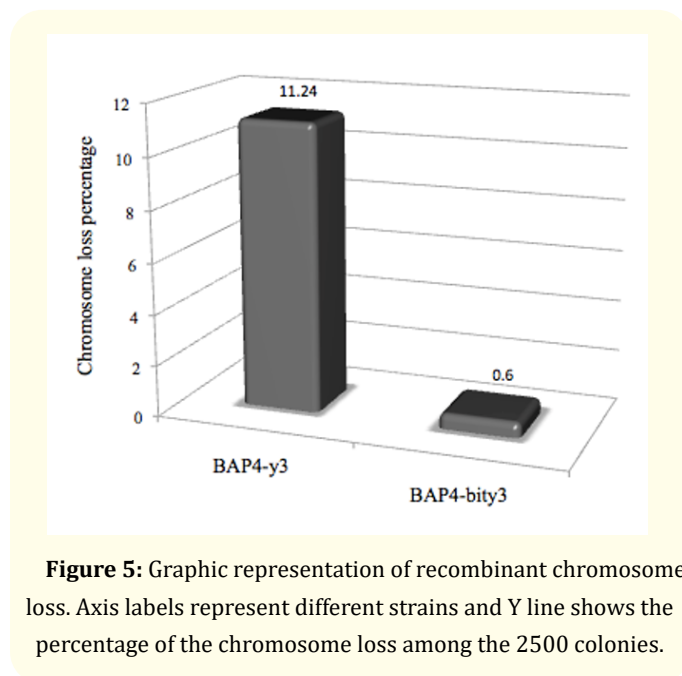 11.24
12
10
8
6
4
2
0
Chromosome loss percentage
0.6
BAP4-y3
BAP4-bity3
Figure 5: Graphic representation of recombinant chromosome
loss. Axis labels represent different strains and Y line shows the
percentage of the chromosome loss among the 2500 colonies.